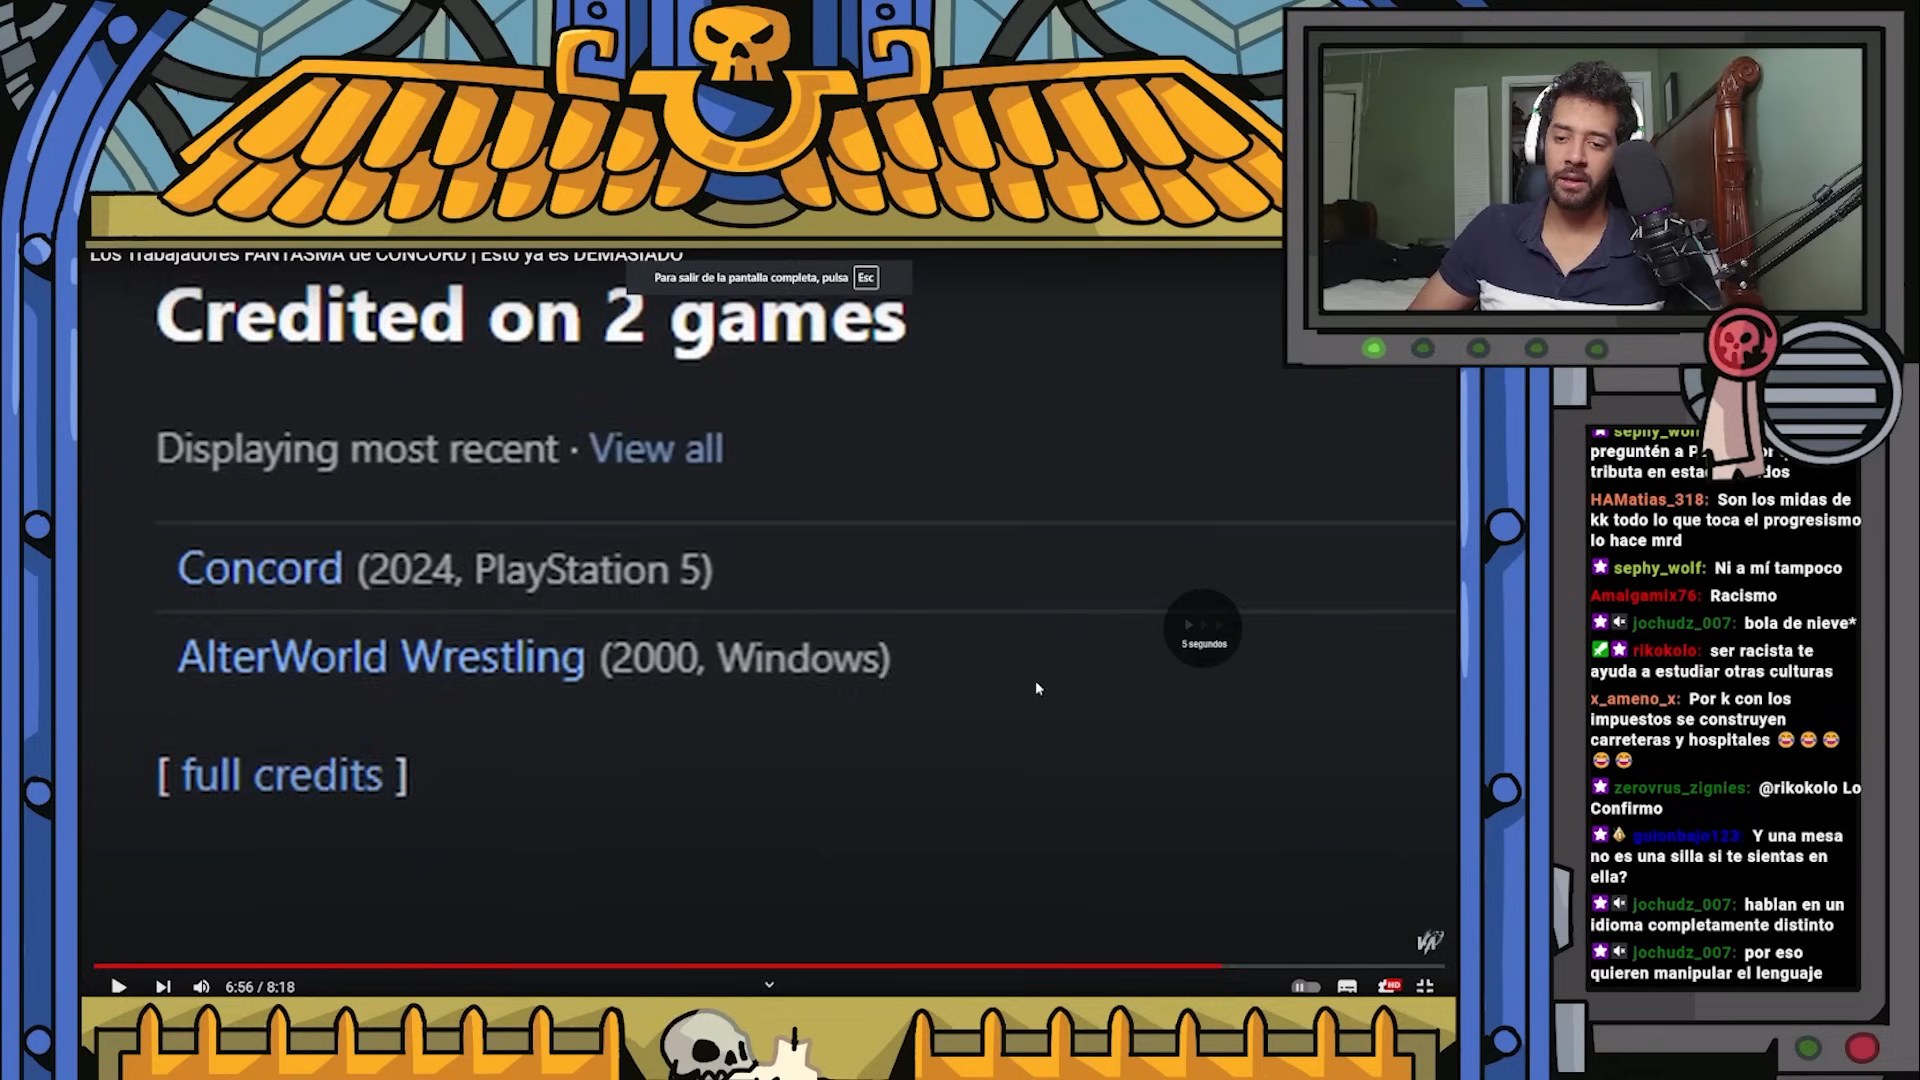 Los Trabajadores FANTASMA de CONCORD | Esto ya es DEMASIADO
Para salir de la pantalla completa, pulsa Esc
Credited on 2 games
Displaying most recent · View all
Concord (2024, PlayStation 5)
AlterWorld Wrestling (2000, Windows)
[ full credits ]
5 segundos
6:56 / 8:18
HD
sephy_wolf
preguntén a P
tributa en esta
HAMatias_318: Son los midas de
kk todo lo que toca el progresismo
lo hace mrd
sephy_wolf: Ni a mí tampoco
Amalgamix76: Racismo
jochudz_007: bola de nieve*
rikokolo: ser racista te
ayuda a estudiar otras culturas
x_ameno_x: Por k con los
impuestos se construyen
carreteras y hospitales 😂 😂 😂
😂 😂
zerovrus_zignies: @rikokolo Lo
Confirmo
guionbajo123: Y una mesa
no es una silla si te sientas en
ella?
jochudz_007: hablan en un
idioma completamente distinto
jochudz_007: por eso
quieren manipular el lenguaje